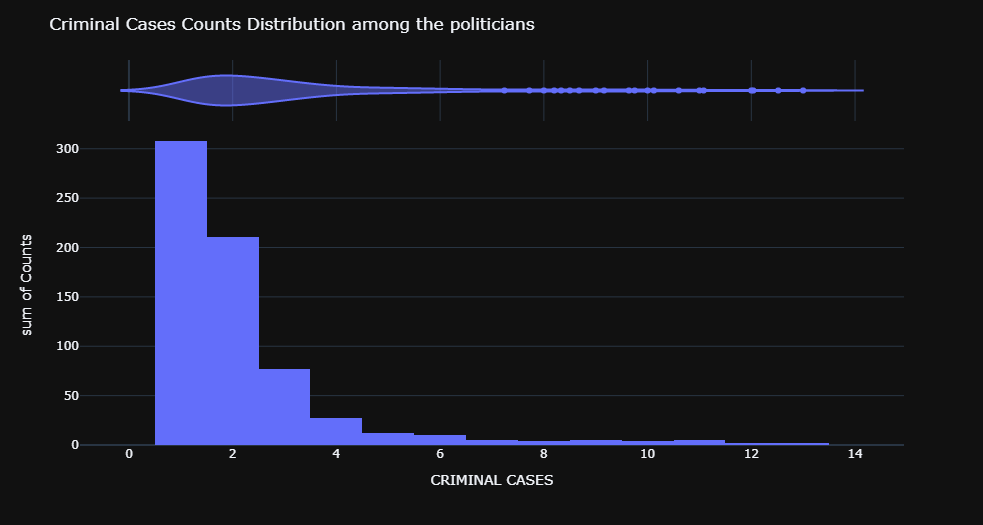 Criminal Cases Counts Distribution among the politicians
300
250
200
150
100
50
0
sum of Counts
0 2 4 6 8 10 12 14
CRIMINAL CASES